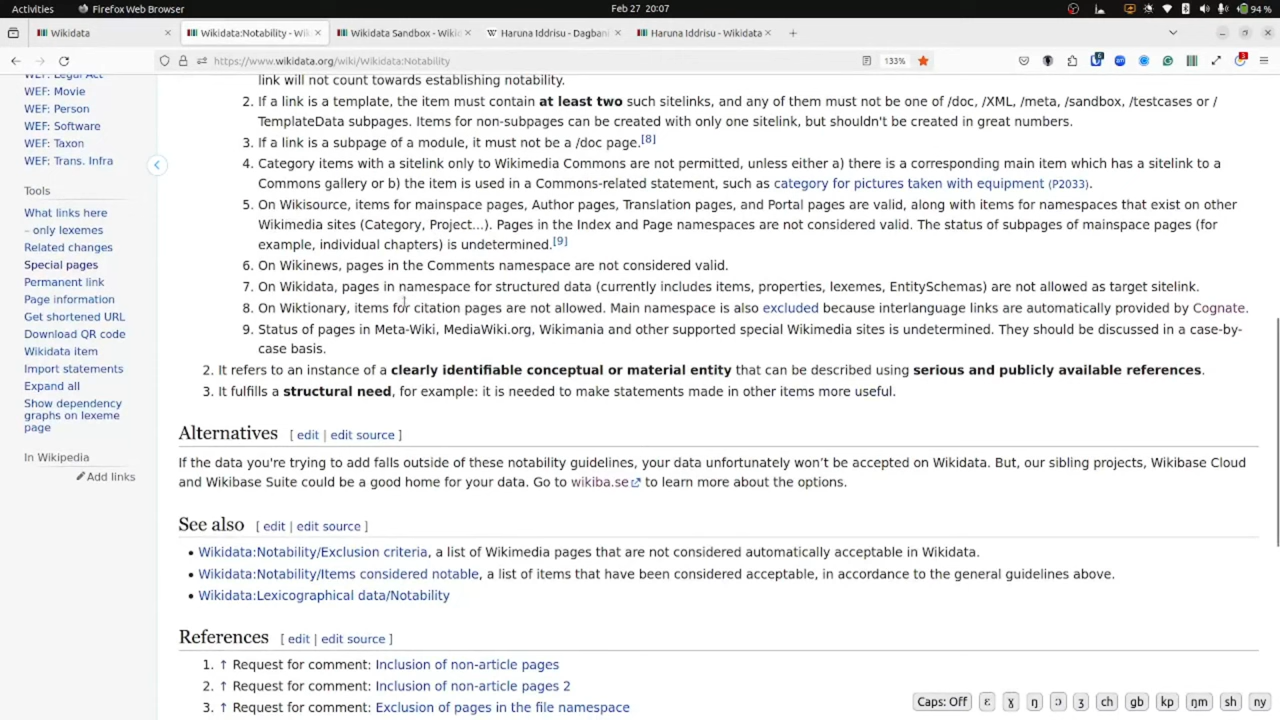 Activities Firefox Web Browser Feb 27 20:07 94 %
Wikidata Wikidata:Notability - Wik Wikidata Sandbox - Wikid Haruna Iddrisu - Dagbani Haruna Iddrisu - Wikidata
https://www.wikidata.org/wiki/Wikidata:Notability 133%
WEF: Legal Act
WEF: Movie
WEF: Person
WEF: Software
WEF: Taxon
WEF: Trans. Infra
Tools
What links here
– only lexemes
Related changes
Special pages
Permanent link
Page information
Get shortened URL
Download QR code
Wikidata item
Import statements
Expand all
Show dependency
graphs on lexeme
page
In Wikipedia
Add links
link will not count towards establishing notability.
2. If a link is a template, the item must contain at least two such sitelinks, and any of them must not be one of /doc, /XML, /meta, /sandbox, /testcases or /
TemplateData subpages. Items for non-subpages can be created with only one sitelink, but shouldn't be created in great numbers.
3. If a link is a subpage of a module, it must not be a /doc page.[8]
4. Category items with a sitelink only to Wikimedia Commons are not permitted, unless either a) there is a corresponding main item which has a sitelink to a
Commons gallery or b) the item is used in a Commons-related statement, such as category for pictures taken with equipment (P2033).
5. On Wikisource, items for mainspace pages, Author pages, Translation pages, and Portal pages are valid, along with items for namespaces that exist on other
Wikimedia sites (Category, Project...). Pages in the Index and Page namespaces are not considered valid. The status of subpages of mainspace pages (for
example, individual chapters) is undetermined.[9]
6. On Wikinews, pages in the Comments namespace are not considered valid.
7. On Wikidata, pages in namespace for structured data (currently includes items, properties, lexemes, EntitySchemas) are not allowed as target sitelink.
8. On Wiktionary, items for citation pages are not allowed. Main namespace is also excluded because interlanguage links are automatically provided by Cognate.
9. Status of pages in Meta-Wiki, MediaWiki.org, Wikimania and other supported special Wikimedia sites is undetermined. They should be discussed in a case-by-
case basis.
2. It refers to an instance of a clearly identifiable conceptual or material entity that can be described using serious and publicly available references.
3. It fulfills a structural need, for example: it is needed to make statements made in other items more useful.
Alternatives [ edit | edit source ]
If the data you're trying to add falls outside of these notability guidelines, your data unfortunately won’t be accepted on Wikidata. But, our sibling projects, Wikibase Cloud
and Wikibase Suite could be a good home for your data. Go to wikiba.se to learn more about the options.
See also [ edit | edit source ]
Wikidata:Notability/Exclusion criteria, a list of Wikimedia pages that are not considered automatically acceptable in Wikidata.
Wikidata:Notability/Items considered notable, a list of items that have been considered acceptable, in accordance to the general guidelines above.
Wikidata:Lexicographical data/Notability
References [ edit | edit source ]
1. ↑ Request for comment: Inclusion of non-article pages
2. ↑ Request for comment: Inclusion of non-article pages 2
3. ↑ Request for comment: Exclusion of pages in the file namespace
Caps: Off ɛ ɣ ŋ ɔ ʒ ch gb kp ŋm sh ny